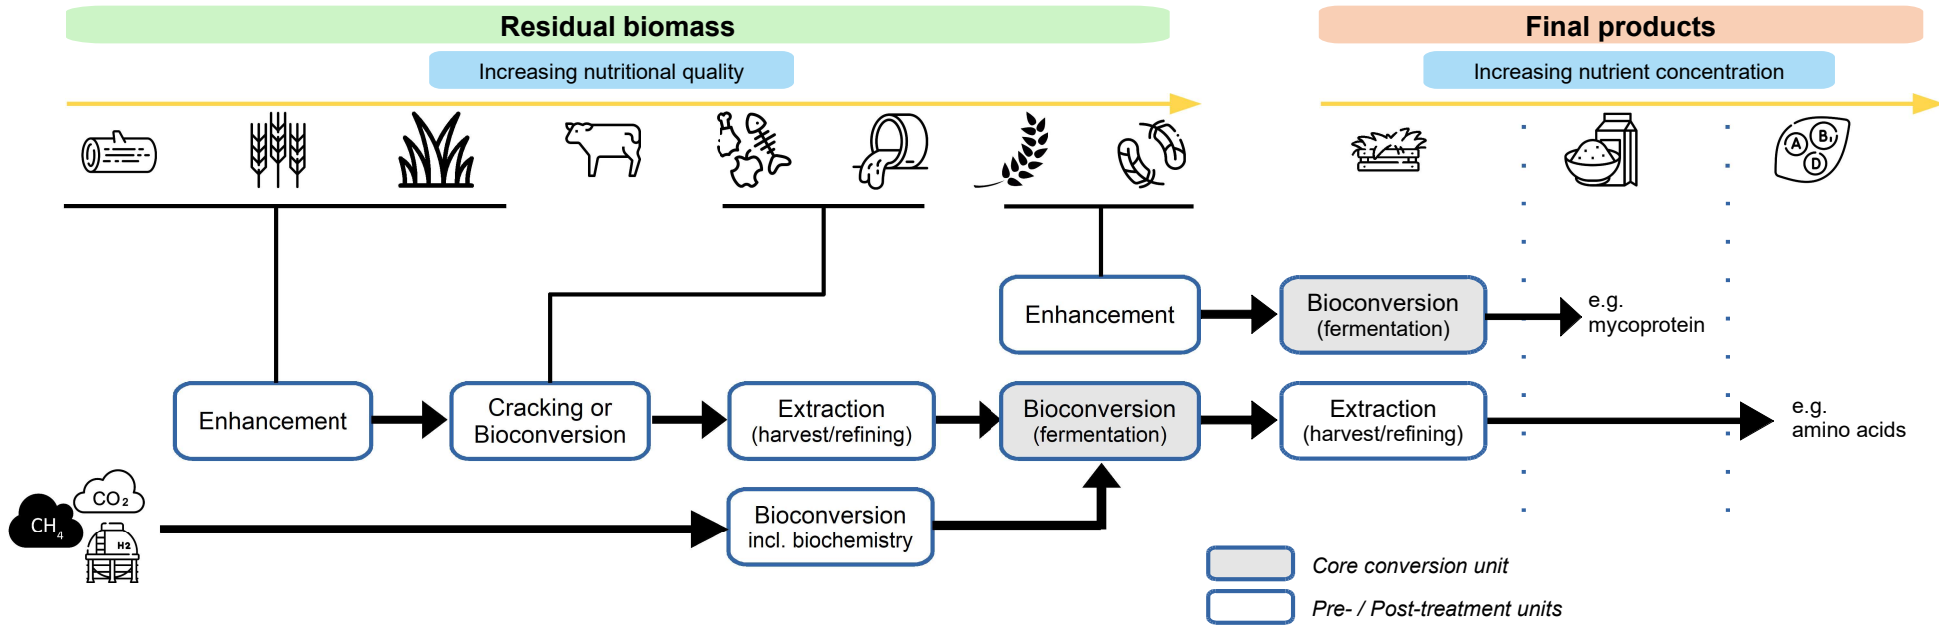 Residual biomass
Final products
Increasing nutritional quality
Increasing nutrient concentration
A
B₁
D
Enhancement
Bioconversion
(fermentation)
e.g.
mycoprotein
Enhancement
Cracking or
Bioconversion
Extraction
(harvest/refining)
Bioconversion
(fermentation)
Extraction
(harvest/refining)
e.g.
amino acids
CO₂
CH₄
H2
Bioconversion
incl. biochemistry
Core conversion unit
Pre- / Post-treatment units